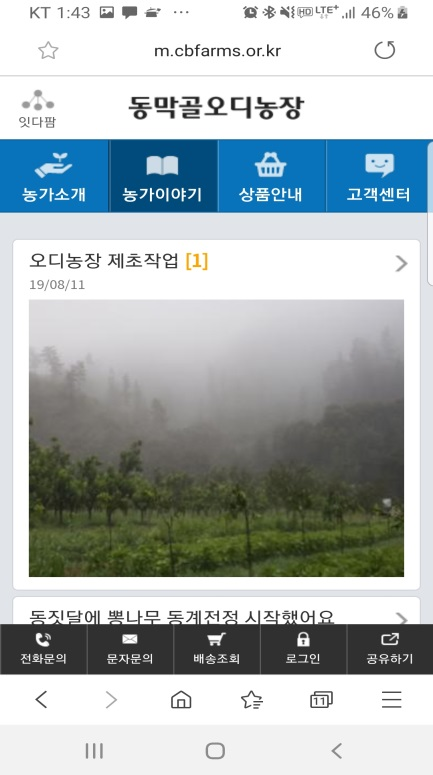 KT 1:43 ... LTE+ 46%
m.cbfarms.or.kr
잇다팜
동막골오디농장
농가소개 농가이야기 상품안내 고객센터
오디농장 제초작업 [1]
19/08/11
동짓달에 뽕나무 동계전정 시작했어요
전화문의 문자문의 배송조회 로그인 공유하기
11